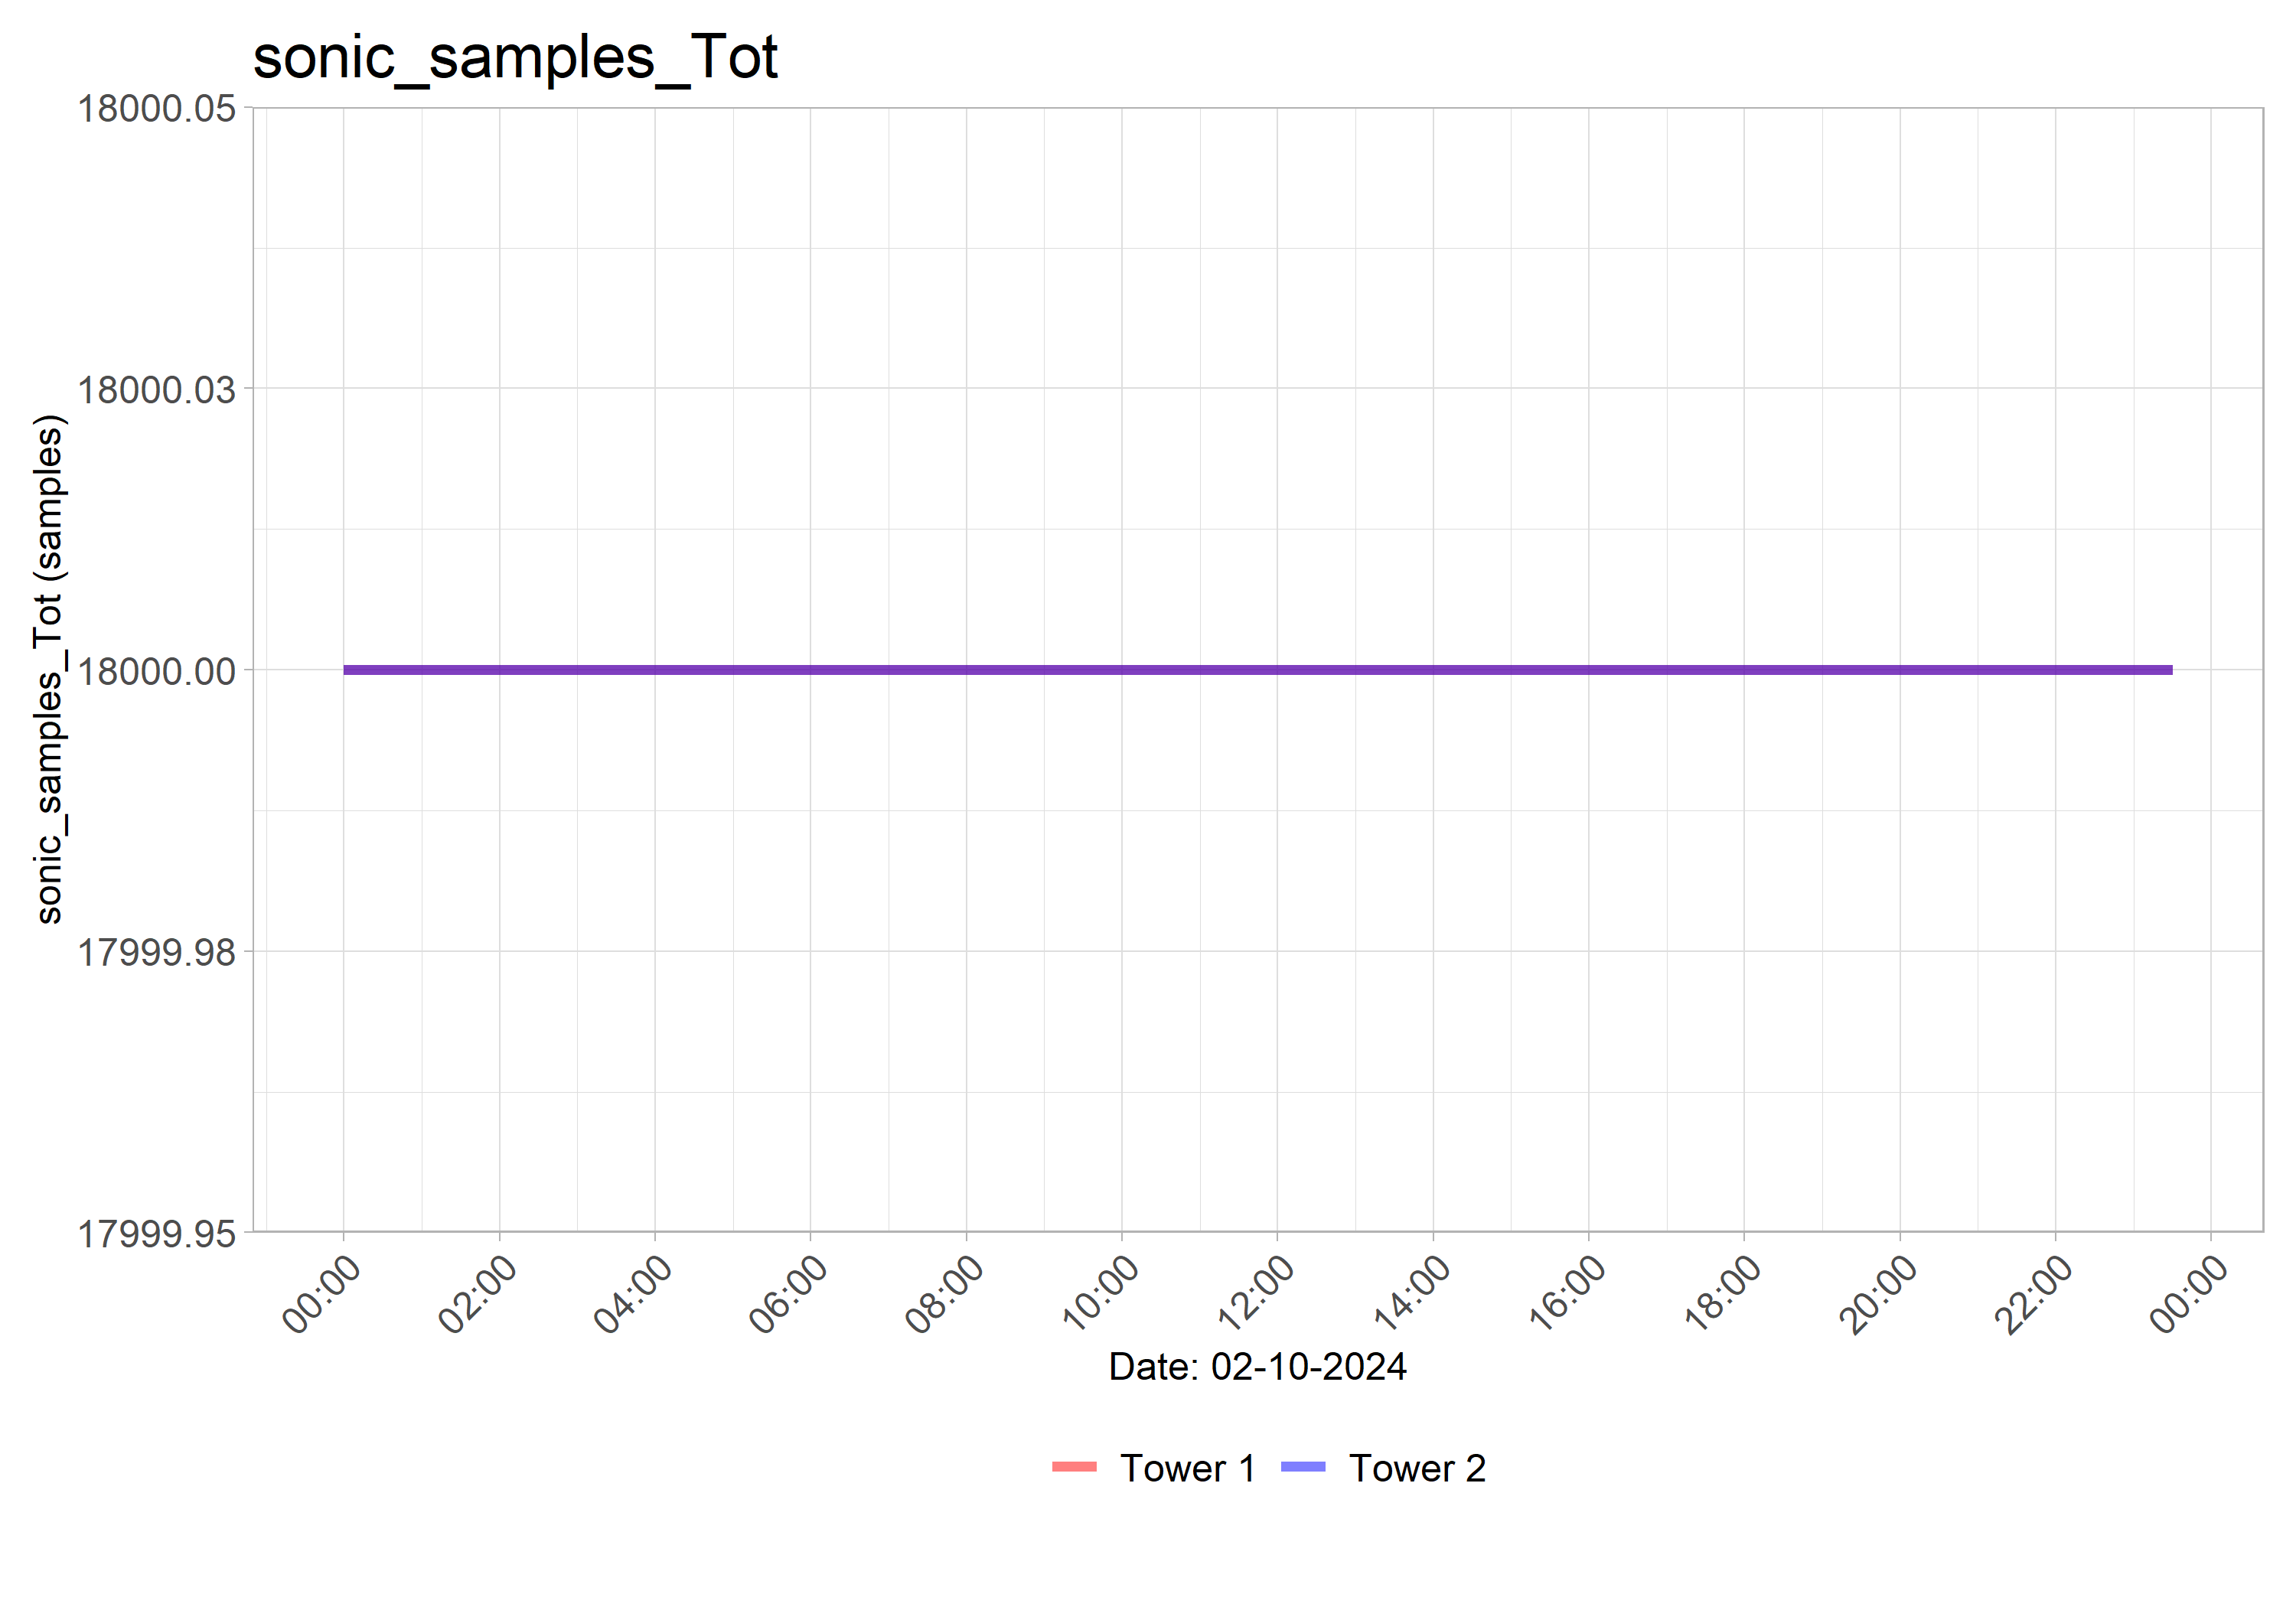 sonic_samples_Tot
sonic_samples_Tot (samples)
18000.05
18000.03
18000.00
17999.98
17999.95
00:00 02:00 04:00 06:00 08:00 10:00 12:00 14:00 16:00 18:00 20:00 22:00 00:00
Date: 02-10-2024
Tower 1 Tower 2